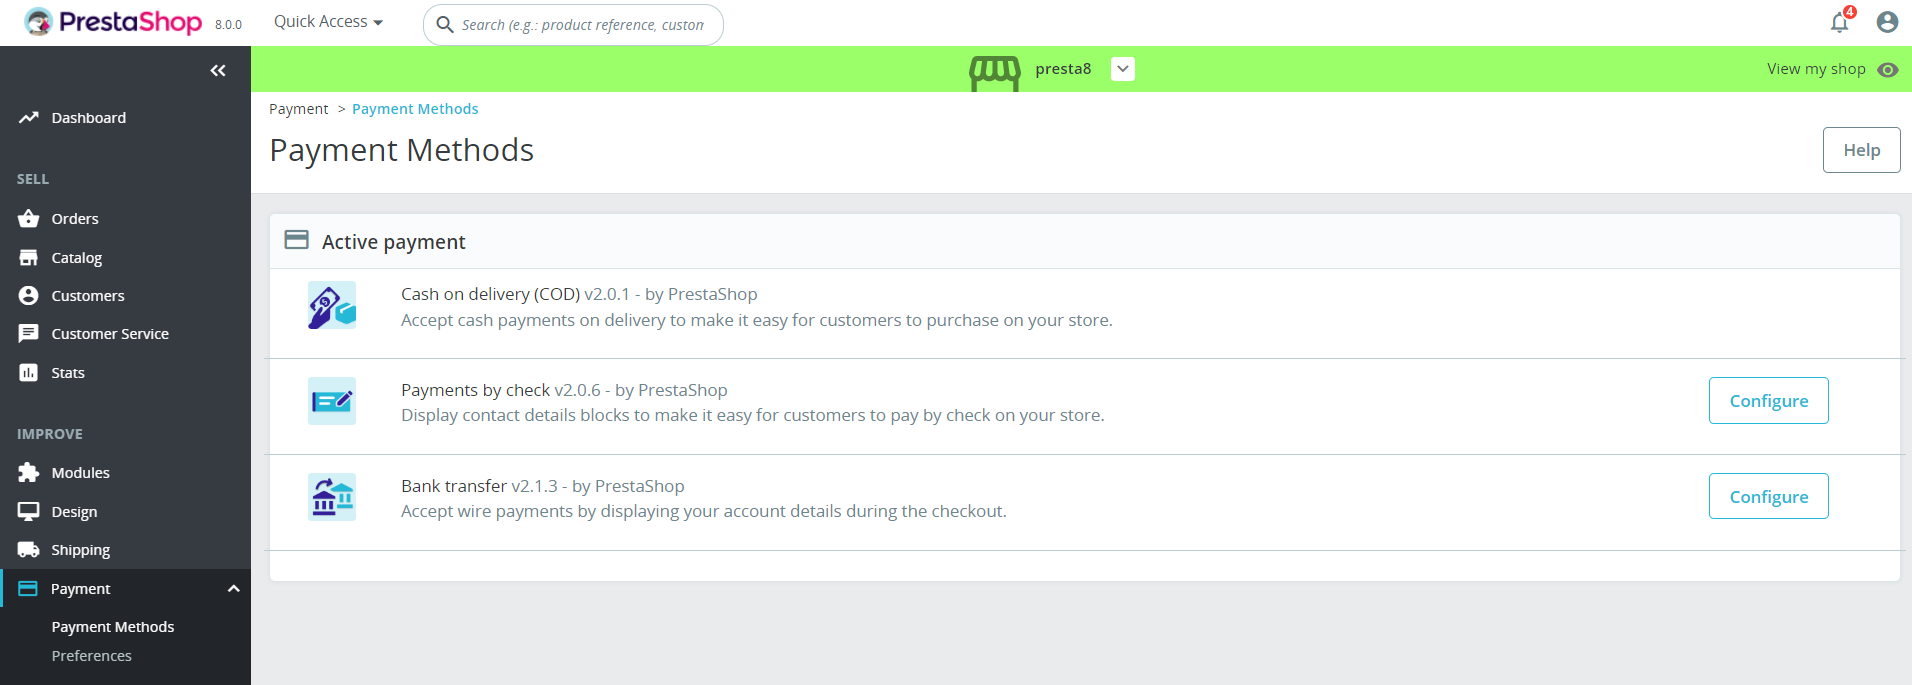 PrestaShop 8.0.0 Quick Access Search (e.g.: product reference, custom 4
presta8 View my shop
Dashboard
SELL
Orders
Catalog
Customers
Customer Service
Stats
IMPROVE
Modules
Design
Shipping
Payment
Payment Methods
Preferences
Payment > Payment Methods
Payment Methods
Help
Active payment
Cash on delivery (COD) v2.0.1 - by PrestaShop
Accept cash payments on delivery to make it easy for customers to purchase on your store.
Payments by check v2.0.6 - by PrestaShop
Display contact details blocks to make it easy for customers to pay by check on your store.
Configure
Bank transfer v2.1.3 - by PrestaShop
Accept wire payments by displaying your account details during the checkout.
Configure